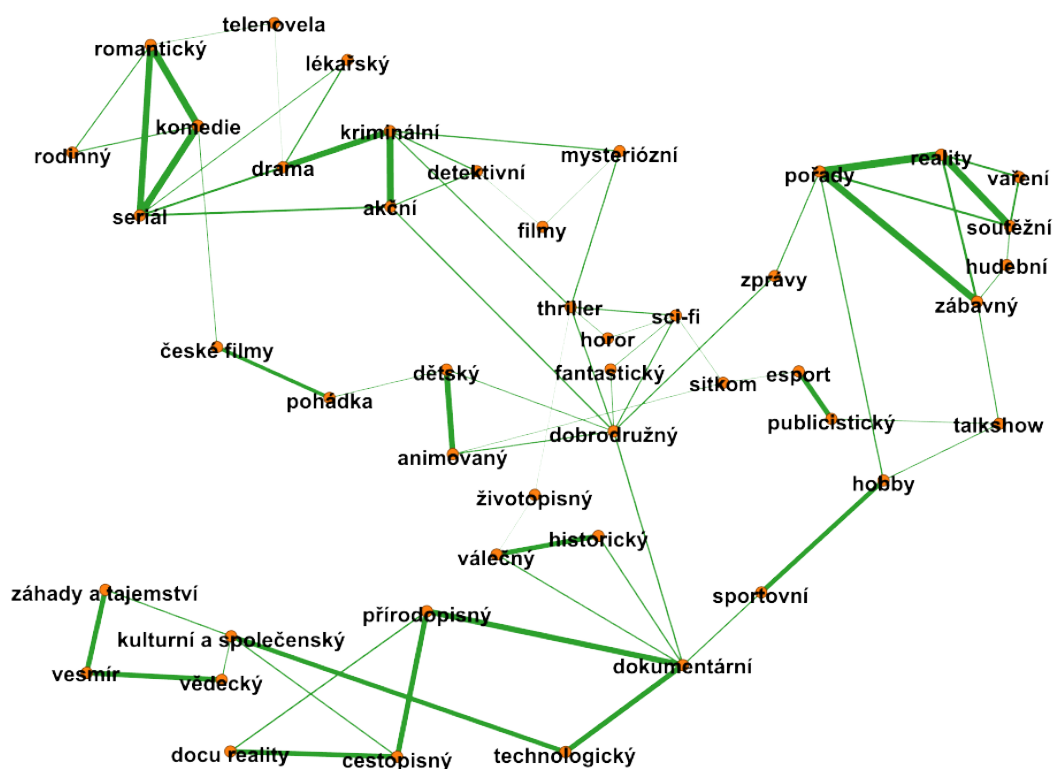 telenovela
romantický
lékařský
komedie
kriminální
rodinný
drama
detektivní
mysteriózní
reality
pořady
vaření
seriál
akční
filmy
soutěžní
hudební
zprávy
zábavný
thriller
sci-fi
horor
české filmy
dětský
fantastický
sitkom
esport
pohádka
publicistický
talkshow
dobrodružný
animovaný
hobby
životopisný
historický
válečný
záhady a tajemství
sportovní
přírodopisný
kulturní a společenský
dokumentární
vesmír
vědecký
docu reality
cestopisný
technologický